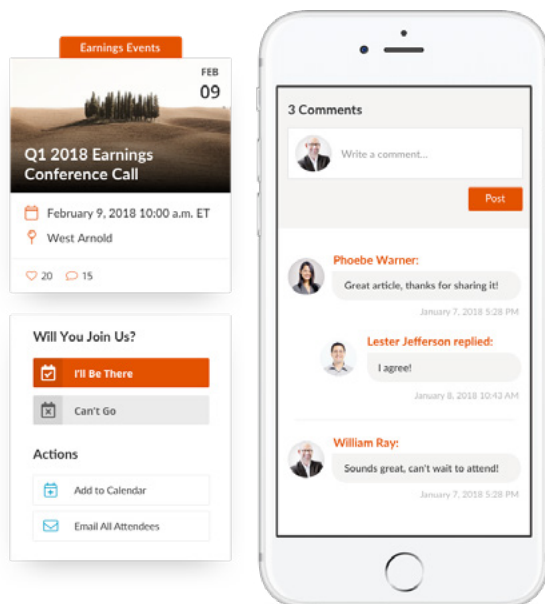 Earnings Events
FEB
09
Q1 2018 Earnings
Conference Call
February 9, 2018 10:00 a.m. ET
West Arnold
20
15
Will You Join Us?
I'll Be There
Can't Go
Actions
Add to Calendar
Email All Attendees
3 Comments
Write a comment...
Post
Phoebe Warner:
Great article, thanks for sharing it!
January 7, 2018 5:28 PM
Lester Jefferson replied:
I agree!
January 8, 2018 10:43 AM
William Ray:
Sounds great, can't wait to attend!
January 7, 2018 5:28 PM